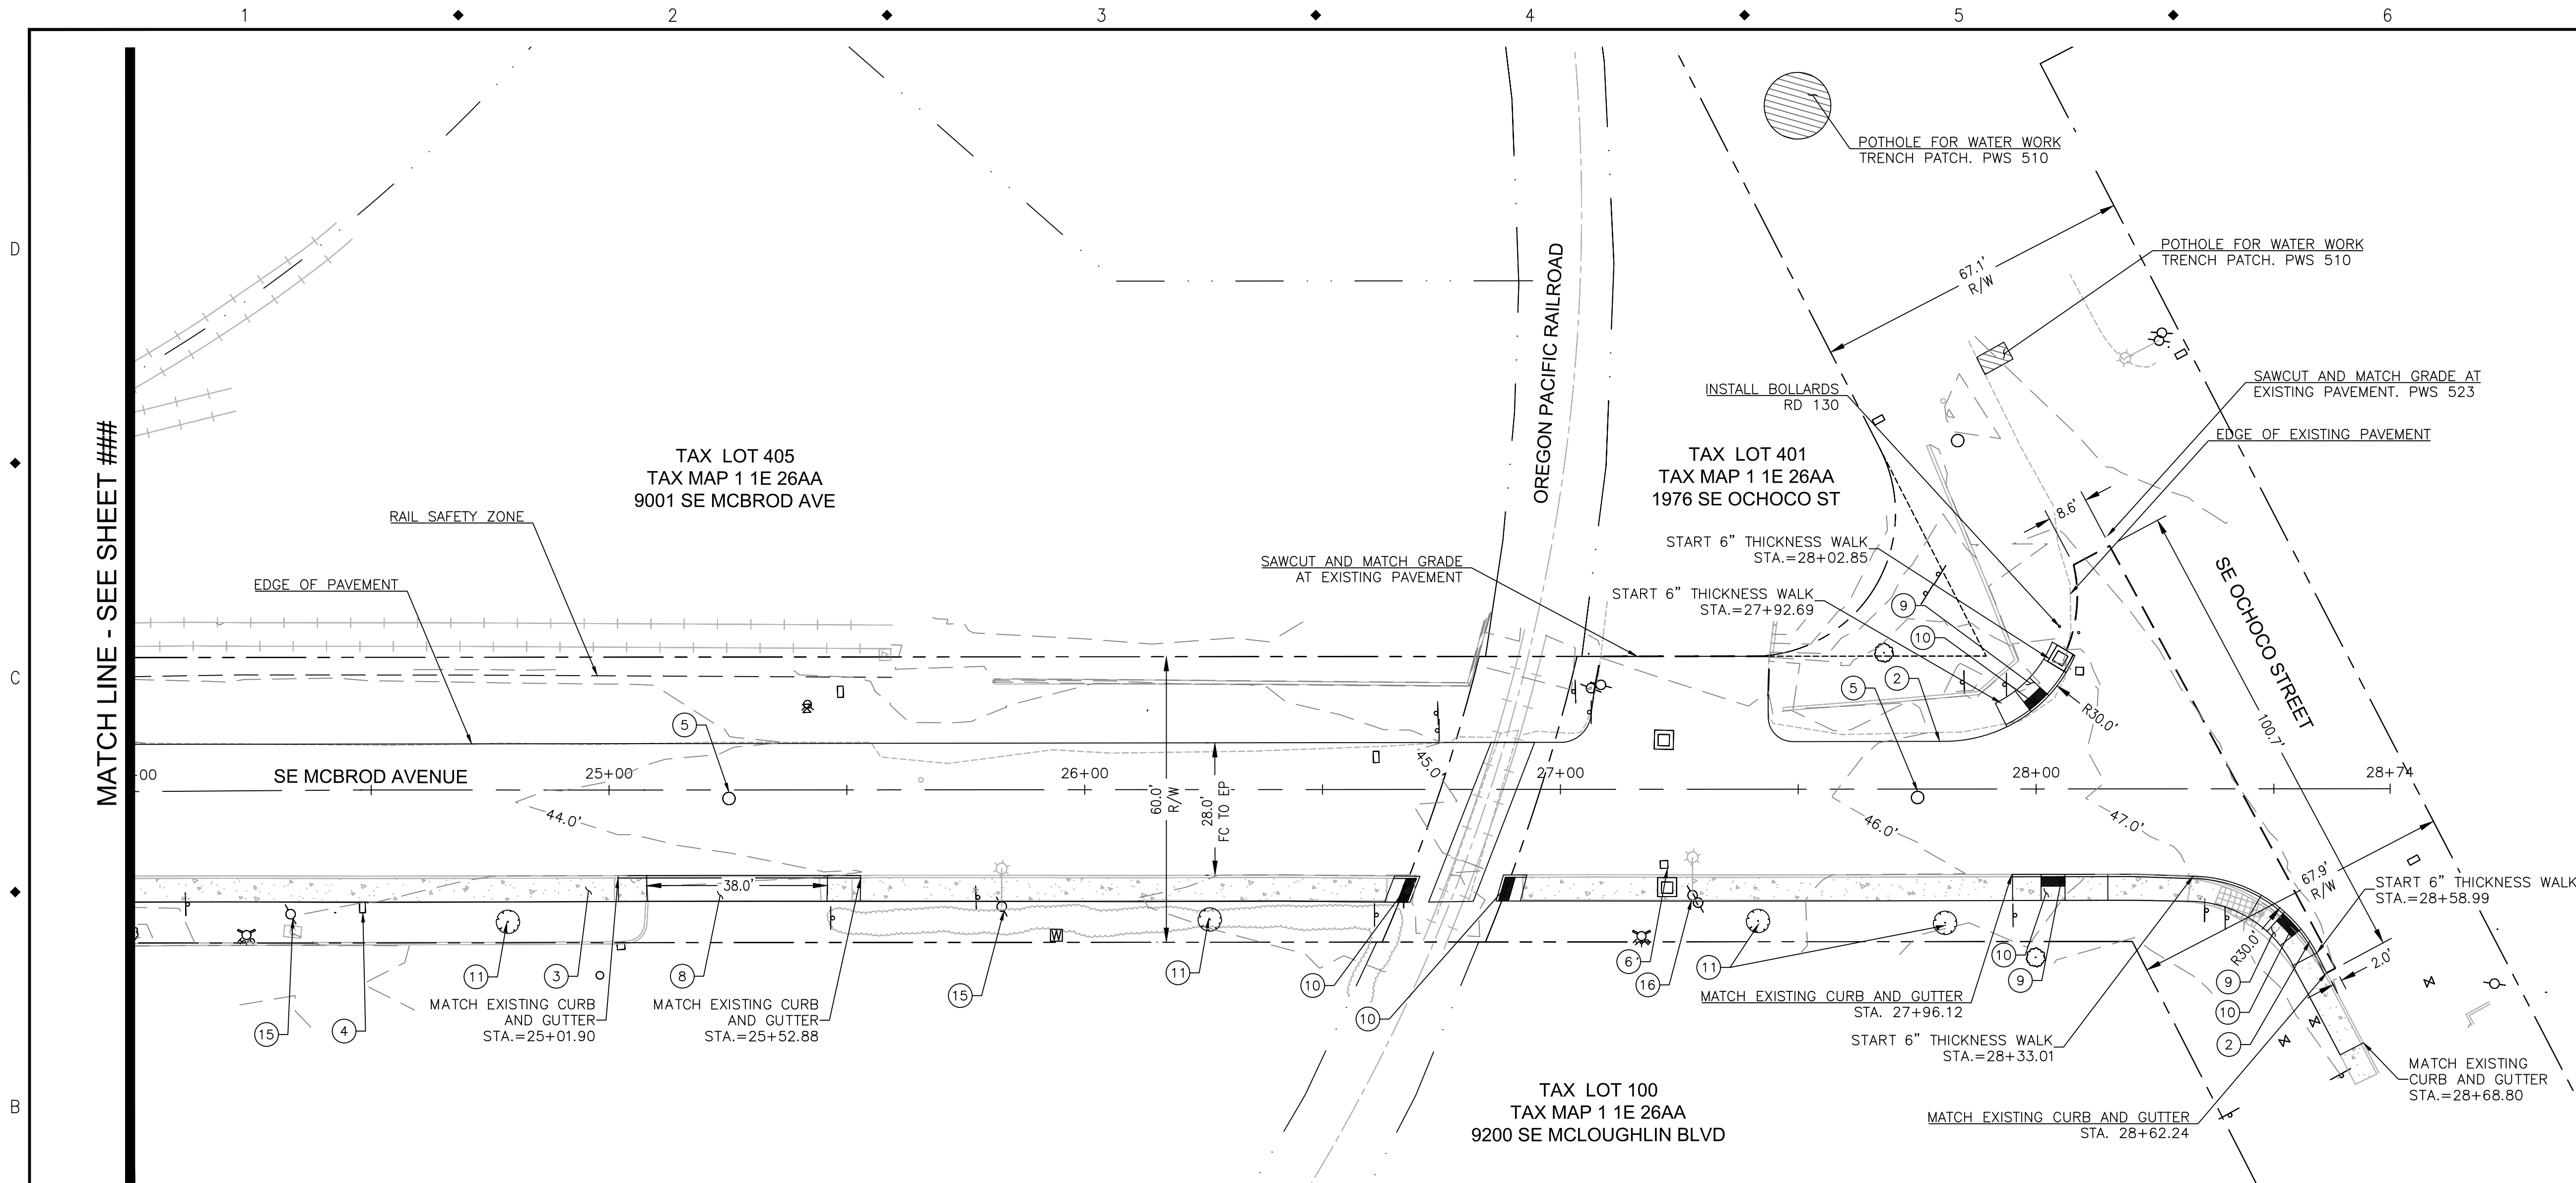 1
2
3
4
5
6
D
C
B
MATCH LINE - SEE SHEET ###
POTHOLE FOR WATER WORK
TRENCH PATCH. PWS 510
67.1'
R/W
POTHOLE FOR WATER WORK
TRENCH PATCH. PWS 510
OREGON PACIFIC RAILROAD
INSTALL BOLLARDS
RD 130
SAWCUT AND MATCH GRADE AT
EXISTING PAVEMENT. PWS 523
EDGE OF EXISTING PAVEMENT
TAX LOT 405
TAX MAP 1 1E 26AA
9001 SE MCBROD AVE
TAX LOT 401
TAX MAP 1 1E 26AA
1976 SE OCHOCO ST
8.6'
RAIL SAFETY ZONE
START 6" THICKNESS WALK
STA.=28+02.85
SAWCUT AND MATCH GRADE
AT EXISTING PAVEMENT
EDGE OF PAVEMENT
START 6" THICKNESS WALK
STA.=27+92.69
9
10
2
5
5
SE OCHOCO STREET
R30.0'
100.7'
SE MCBROD AVENUE
-00
25+00
26+00
27+00
28+00
28+74
60.0'
R/W
28.0'
FC TO EP
44.0'
45.0'
46.0'
47.0'
67.9'
R/W
38.0'
START 6" THICKNESS WALK
STA.=28+58.99
W
R30.0'
2.0'
15
4
11
3
8
15
11
10
10
6
16
11
10
9
9
10
2
MATCH EXISTING CURB
AND GUTTER
STA.=25+01.90
MATCH EXISTING CURB
AND GUTTER
STA.=25+52.88
MATCH EXISTING CURB AND GUTTER
STA. 27+96.12
START 6" THICKNESS WALK
STA.=28+33.01
MATCH EXISTING
CURB AND GUTTER
STA.=28+68.80
TAX LOT 100
TAX MAP 1 1E 26AA
9200 SE MCLOUGHLIN BLVD
MATCH EXISTING CURB AND GUTTER
STA. 28+62.24